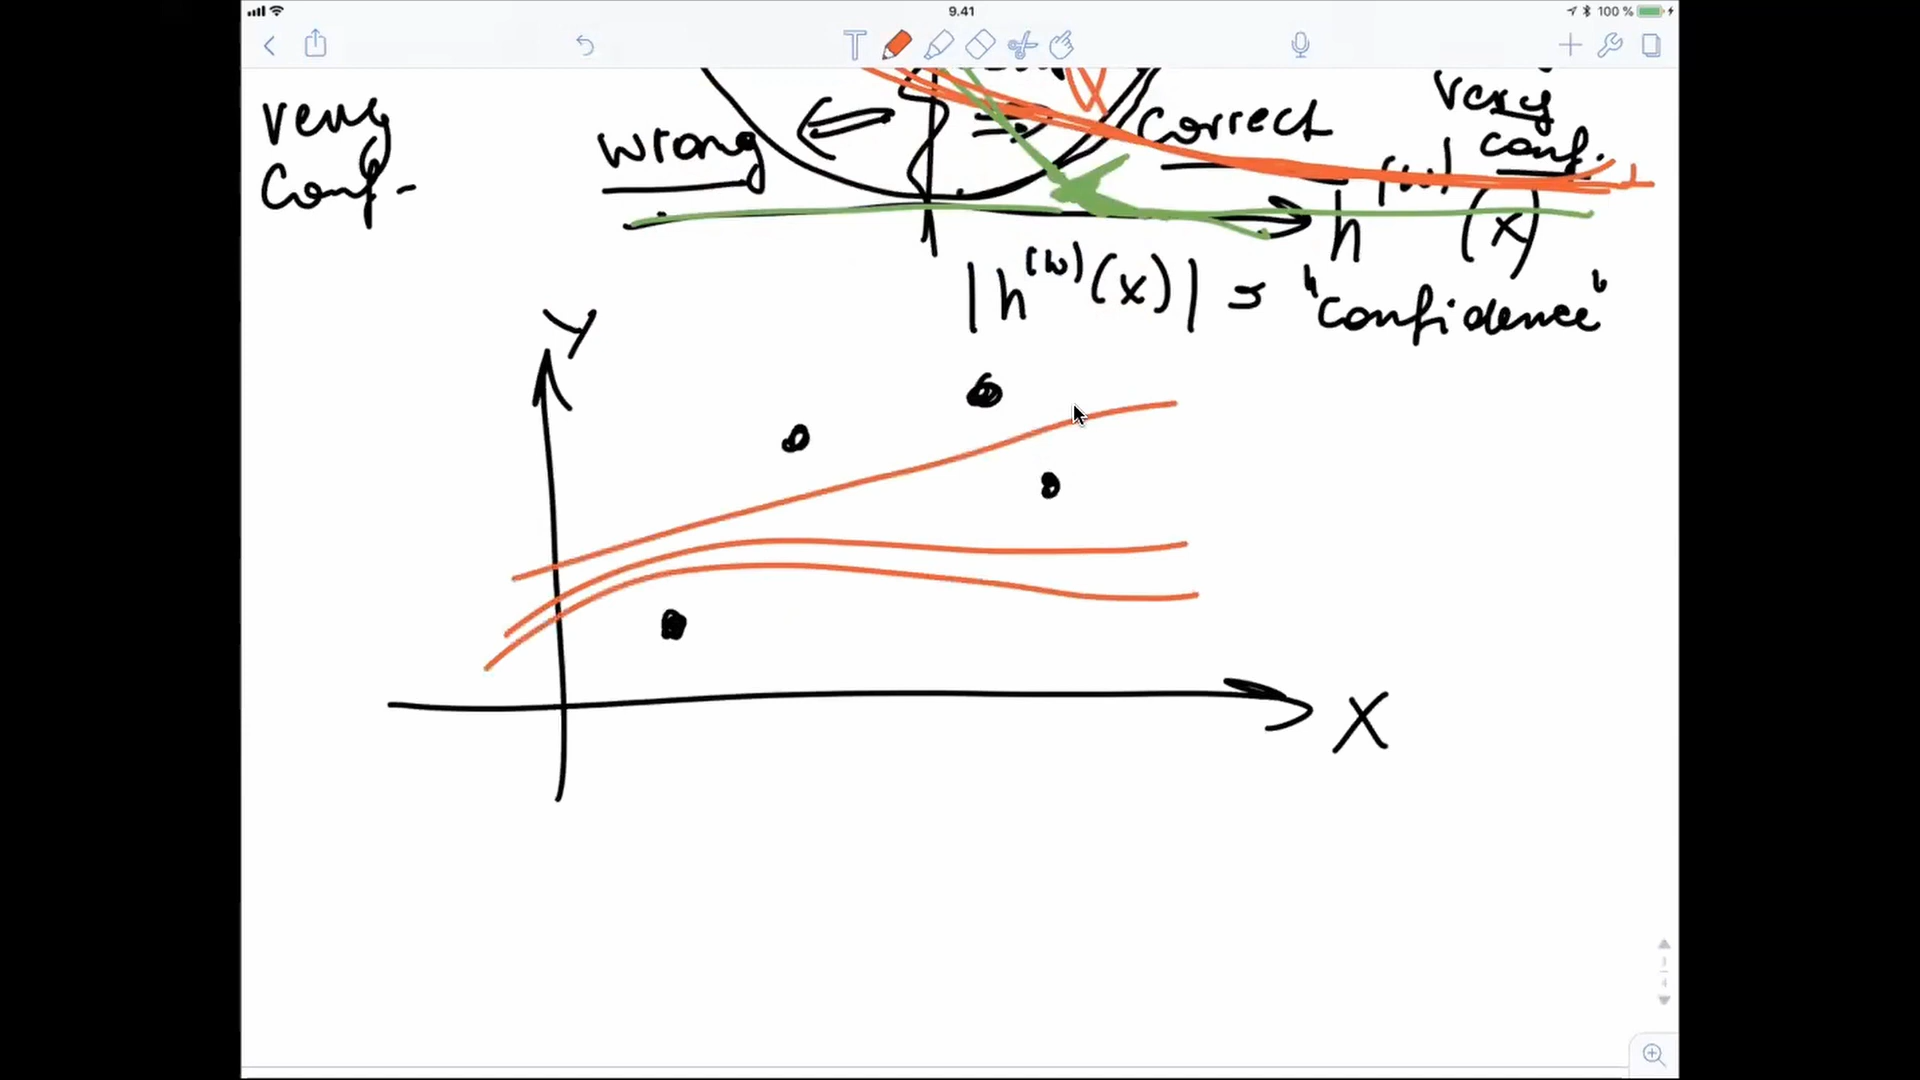 9.41
100 %
T
very
conf-
wrong
correct
very
conf.
h^(w)(x)
|h^(w)(x)| = "confidence"
Y
X